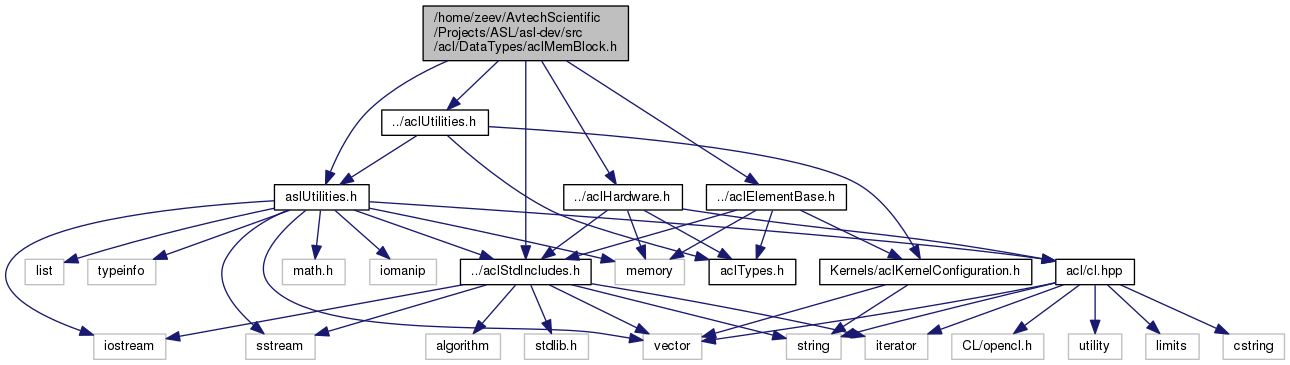 /home/zeev/AvtechScientific
/Projects/ASL/asl-dev/src
/acl/DataTypes/aclMemBlock.h
../aclUtilities.h
aslUtilities.h
../aclHardware.h
../aclElementBase.h
list
typeinfo
math.h
iomanip
../aclStdIncludes.h
memory
aclTypes.h
Kernels/aclKernelConfiguration.h
acl/cl.hpp
iostream
sstream
algorithm
stdlib.h
vector
string
iterator
CL/opencl.h
utility
limits
cstring